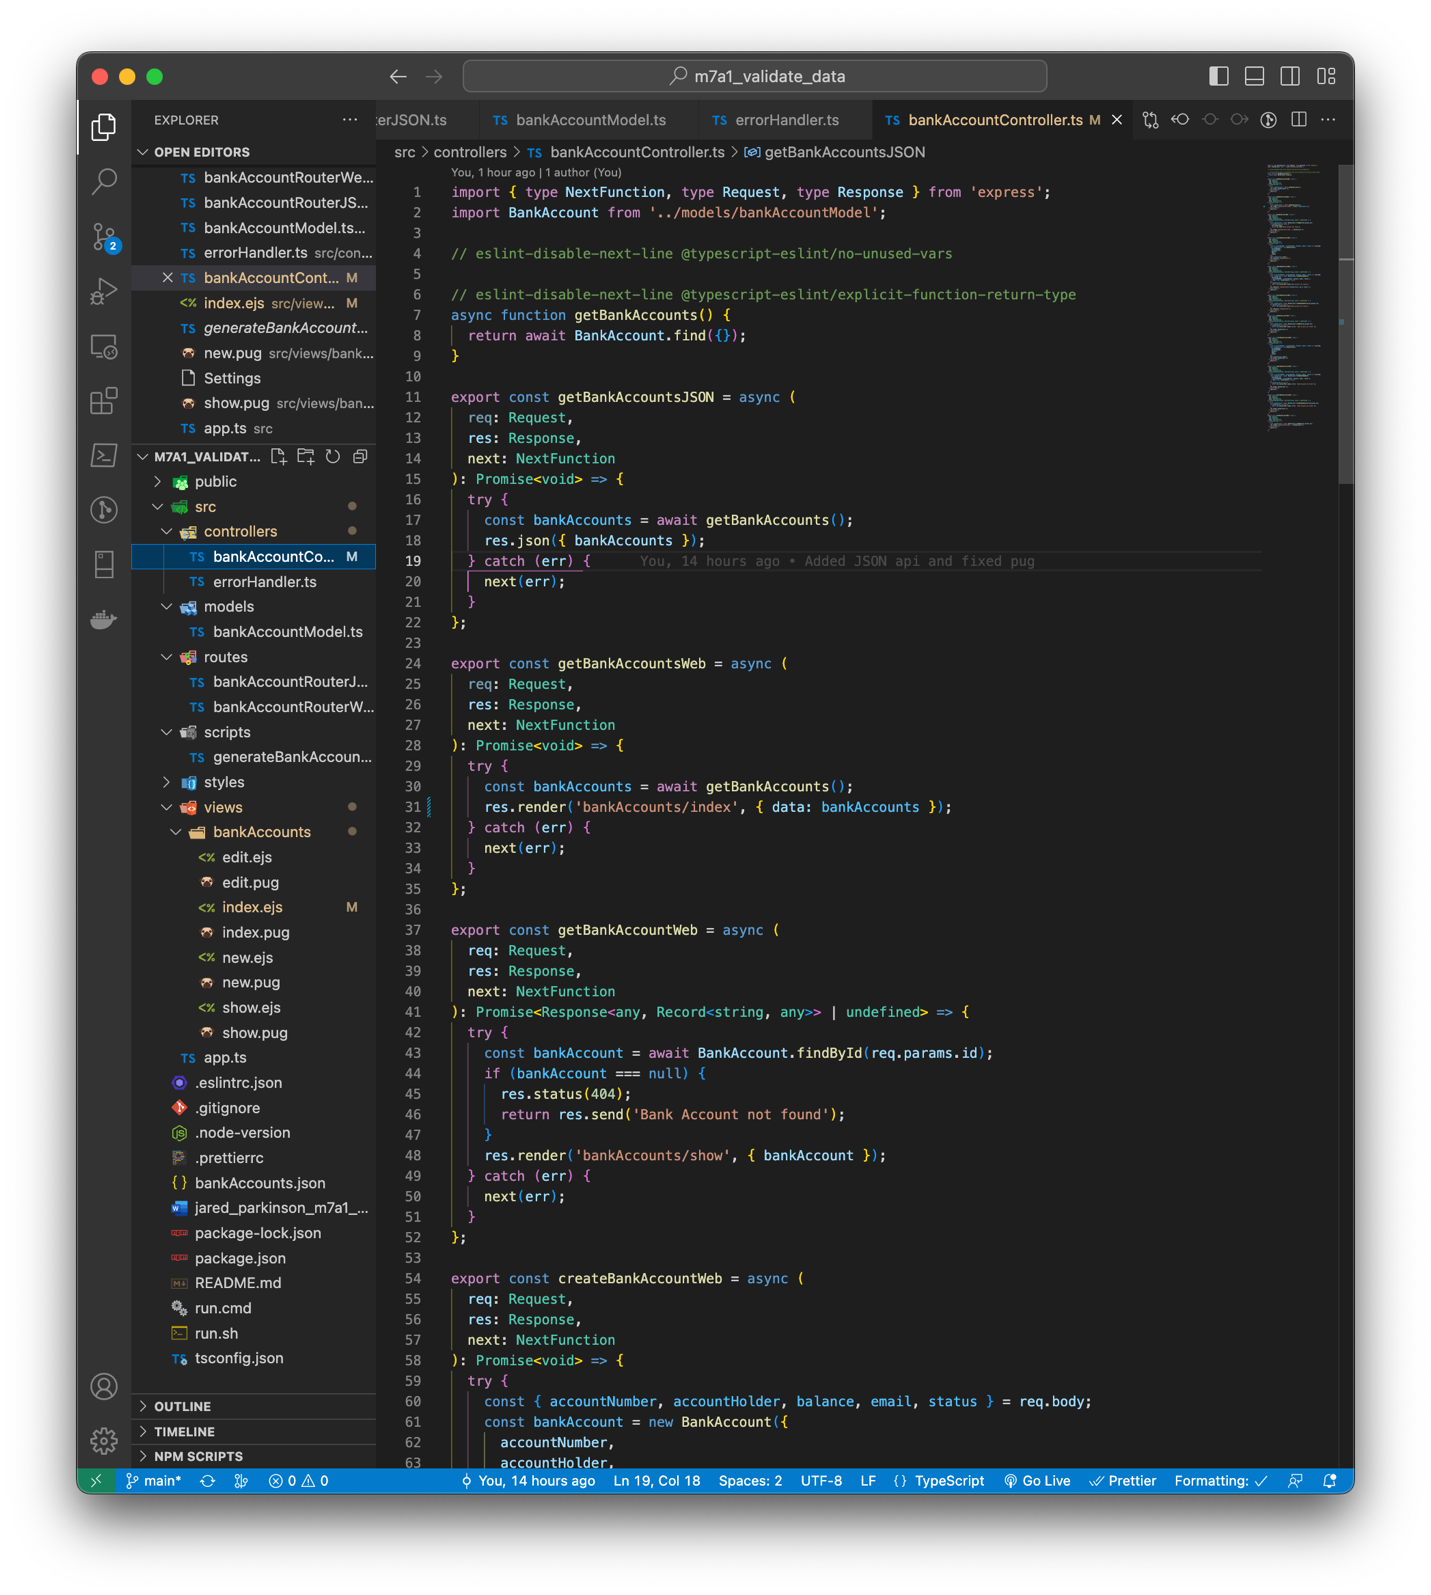 m7a1_validate_data
EXPLORER
erJSON.ts
TS bankAccountModel.ts
TS errorHandler.ts
TS bankAccountController.ts M
OPEN EDITORS
TS bankAccountRouterWe...
TS bankAccountRouterJS...
TS bankAccountModel.ts...
errorHandler.ts src/con...
TS bankAccountCont... M
<% index.ejs src/view... M
TS generateBankAccount...
new.pug src/views/bank...
Settings
show.pug src/views/ban...
TS app.ts src
M7A1_VALIDAT...
public
src
controllers
TS bankAccountCo... M
TS errorHandler.ts
models
TS bankAccountModel.ts
routes
TS bankAccountRouterJ...
TS bankAccountRouterW...
scripts
TS generateBankAccoun...
styles
views
bankAccounts
<% edit.ejs
edit.pug
<% index.ejs M
index.pug
<% new.ejs
new.pug
<% show.ejs
show.pug
TS app.ts
.eslintrc.json
.gitignore
.node-version
.prettierrc
{} bankAccounts.json
jared_parkinson_m7a1_...
package-lock.json
package.json
README.md
run.cmd
run.sh
TS tsconfig.json
OUTLINE
TIMELINE
NPM SCRIPTS
2
src > controllers > TS bankAccountController.ts > getBankAccountsJSON
You, 1 hour ago | 1 author (You)
1 import { type NextFunction, type Request, type Response } from 'express';
2 import BankAccount from '../models/bankAccountModel';
3
4 // eslint-disable-next-line @typescript-eslint/no-unused-vars
5
6 // eslint-disable-next-line @typescript-eslint/explicit-function-return-type
7 async function getBankAccounts() {
8 return await BankAccount.find({});
9 }
10
11 export const getBankAccountsJSON = async (
12 req: Request,
13 res: Response,
14 next: NextFunction
15 ): Promise<void> => {
16 try {
17 const bankAccounts = await getBankAccounts();
18 res.json({ bankAccounts });
19 } catch (err) { You, 14 hours ago • Added JSON api and fixed pug
20 next(err);
21 }
22 };
23
24 export const getBankAccountsWeb = async (
25 req: Request,
26 res: Response,
27 next: NextFunction
28 ): Promise<void> => {
29 try {
30 const bankAccounts = await getBankAccounts();
31 res.render('bankAccounts/index', { data: bankAccounts });
32 } catch (err) {
33 next(err);
34 }
35 };
36
37 export const getBankAccountWeb = async (
38 req: Request,
39 res: Response,
40 next: NextFunction
41 ): Promise<Response<any, Record<string, any>> | undefined> => {
42 try {
43 const bankAccount = await BankAccount.findById(req.params.id);
44 if (bankAccount === null) {
45 res.status(404);
46 return res.send('Bank Account not found');
47 }
48 res.render('bankAccounts/show', { bankAccount });
49 } catch (err) {
50 next(err);
51 }
52 };
53
54 export const createBankAccountWeb = async (
55 req: Request,
56 res: Response,
57 next: NextFunction
58 ): Promise<void> => {
59 try {
60 const { accountNumber, accountHolder, balance, email, status } = req.body;
61 const bankAccount = new BankAccount({
62 accountNumber,
63 accountHolder,
main* 0 0 You, 14 hours ago Ln 19, Col 18 Spaces: 2 UTF-8 LF {} TypeScript Go Live Prettier Formatting: ✓